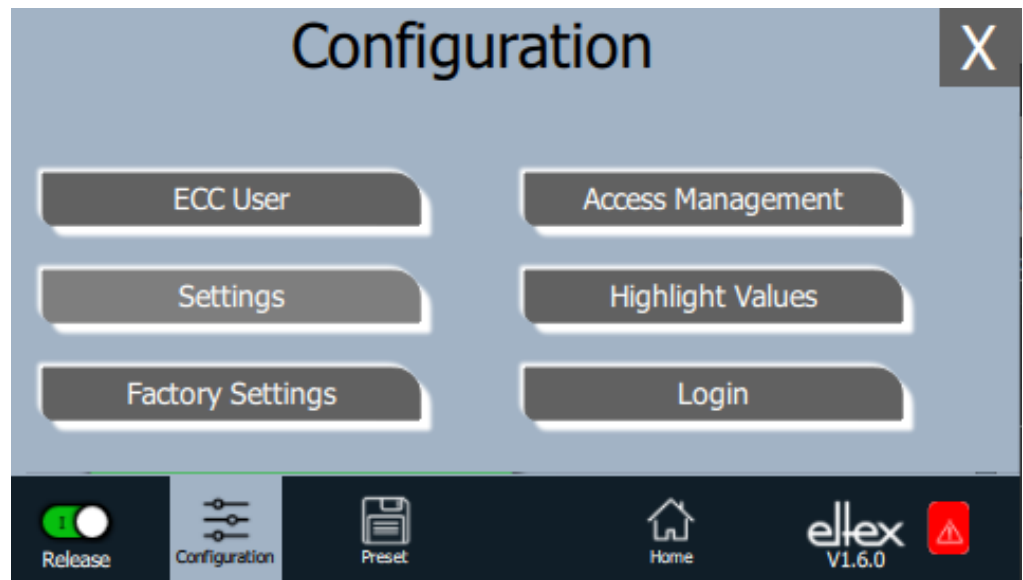 Configuration
X
ECC User
Access Management
Settings
Highlight Values
Factory Settings
Login
I
Release
Configuration
Preset
Home
eltex
V1.6.0